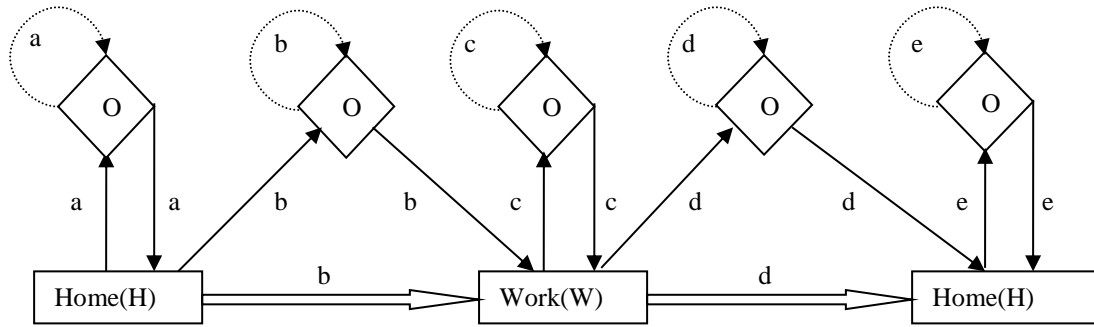 a b c d e
O O O O O
a a b b c c d d e e
b d
Home(H) Work(W) Home(H)